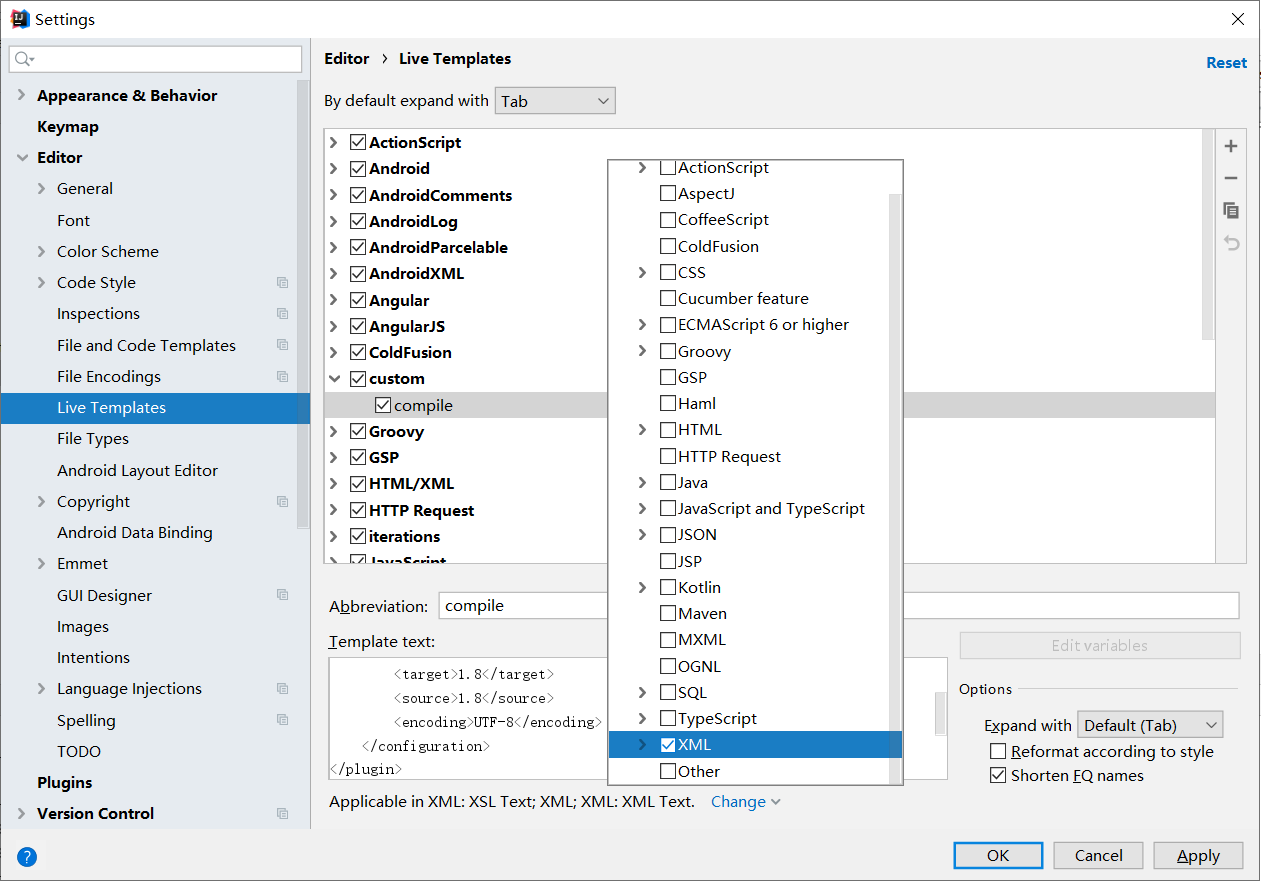 Settings
Appearance & Behavior
Keymap
Editor
General
Font
Color Scheme
Code Style
Inspections
File and Code Templates
File Encodings
Live Templates
File Types
Android Layout Editor
Copyright
Android Data Binding
Emmet
GUI Designer
Images
Intentions
Language Injections
Spelling
TODO
Plugins
Version Control
Editor › Live Templates
Reset
By default expand with Tab
ActionScript
Android
AndroidComments
AndroidLog
AndroidParcelable
AndroidXML
Angular
AngularJS
ColdFusion
custom
compile
Groovy
GSP
HTML/XML
HTTP Request
iterations
JavaScript
ActionScript
AspectJ
CoffeeScript
ColdFusion
CSS
Cucumber feature
ECMAScript 6 or higher
Groovy
GSP
Haml
HTML
HTTP Request
Java
JavaScript and TypeScript
JSON
JSP
Kotlin
Maven
MXML
OGNL
SQL
TypeScript
XML
Other
Abbreviation: compile
Template text:
<target>1.8</target>
<source>1.8</source>
<encoding>UTF-8</encoding>
</configuration>
</plugin>
Edit variables
Options
Expand with Default (Tab)
Reformat according to style
Shorten FQ names
Applicable in XML: XSL Text; XML; XML: XML Text. Change
?
OK Cancel Apply